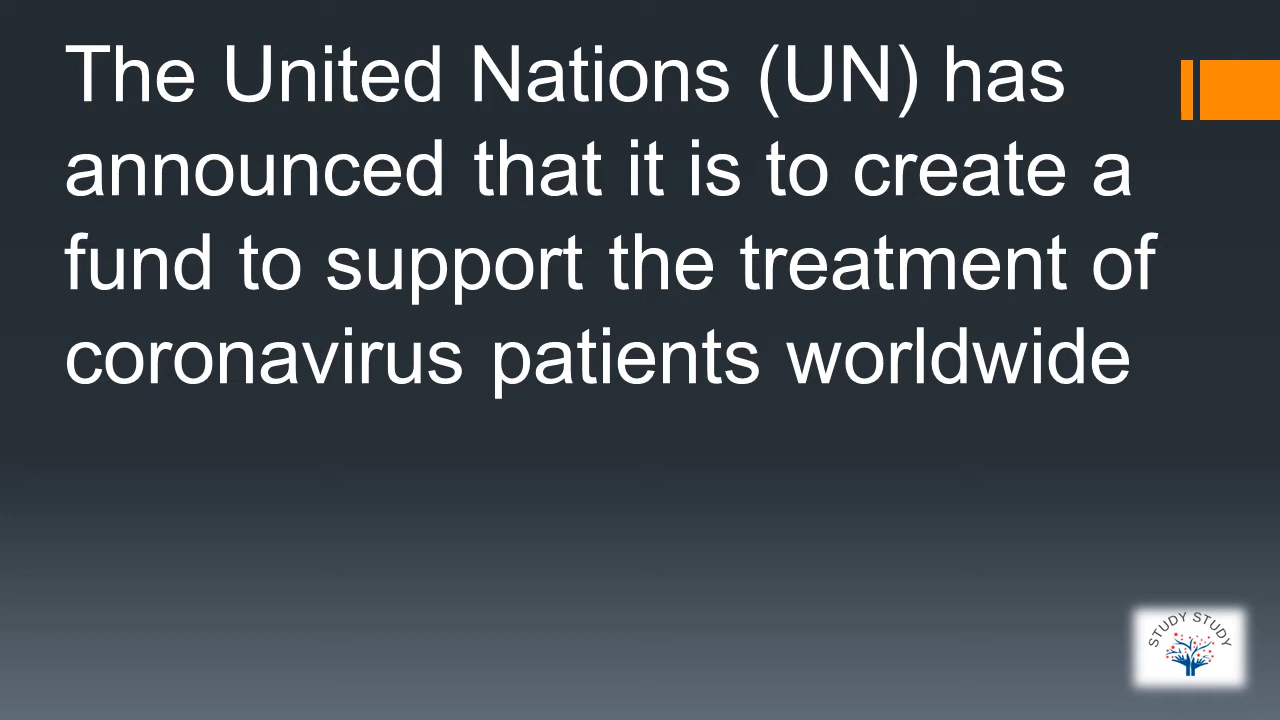 The United Nations (UN) has
announced that it is to create a
fund to support the treatment of
coronavirus patients worldwide
STUDY STUDY